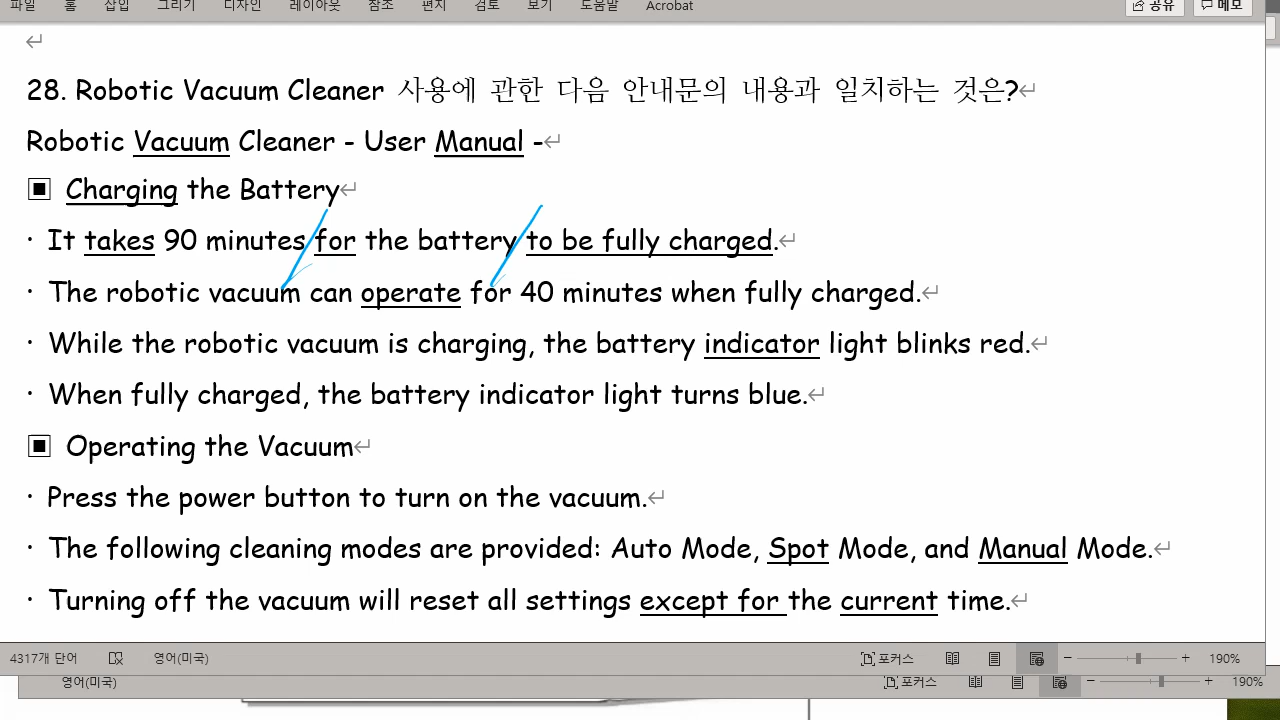 파일 홈 삽입 그리기 디자인 레이아웃 참조 편지 검토 보기 도움말 Acrobat 공유 메모
28. Robotic Vacuum Cleaner 사용에 관한 다음 안내문의 내용과 일치하는 것은?
Robotic Vacuum Cleaner - User Manual -
▣ Charging the Battery
· It takes 90 minutes for the battery to be fully charged.
· The robotic vacuum can operate for 40 minutes when fully charged.
· While the robotic vacuum is charging, the battery indicator light blinks red.
· When fully charged, the battery indicator light turns blue.
▣ Operating the Vacuum
· Press the power button to turn on the vacuum.
· The following cleaning modes are provided: Auto Mode, Spot Mode, and Manual Mode.
· Turning off the vacuum will reset all settings except for the current time.
4317개 단어 영어(미국) 포커스 190%
영어(미국) 포커스 190%